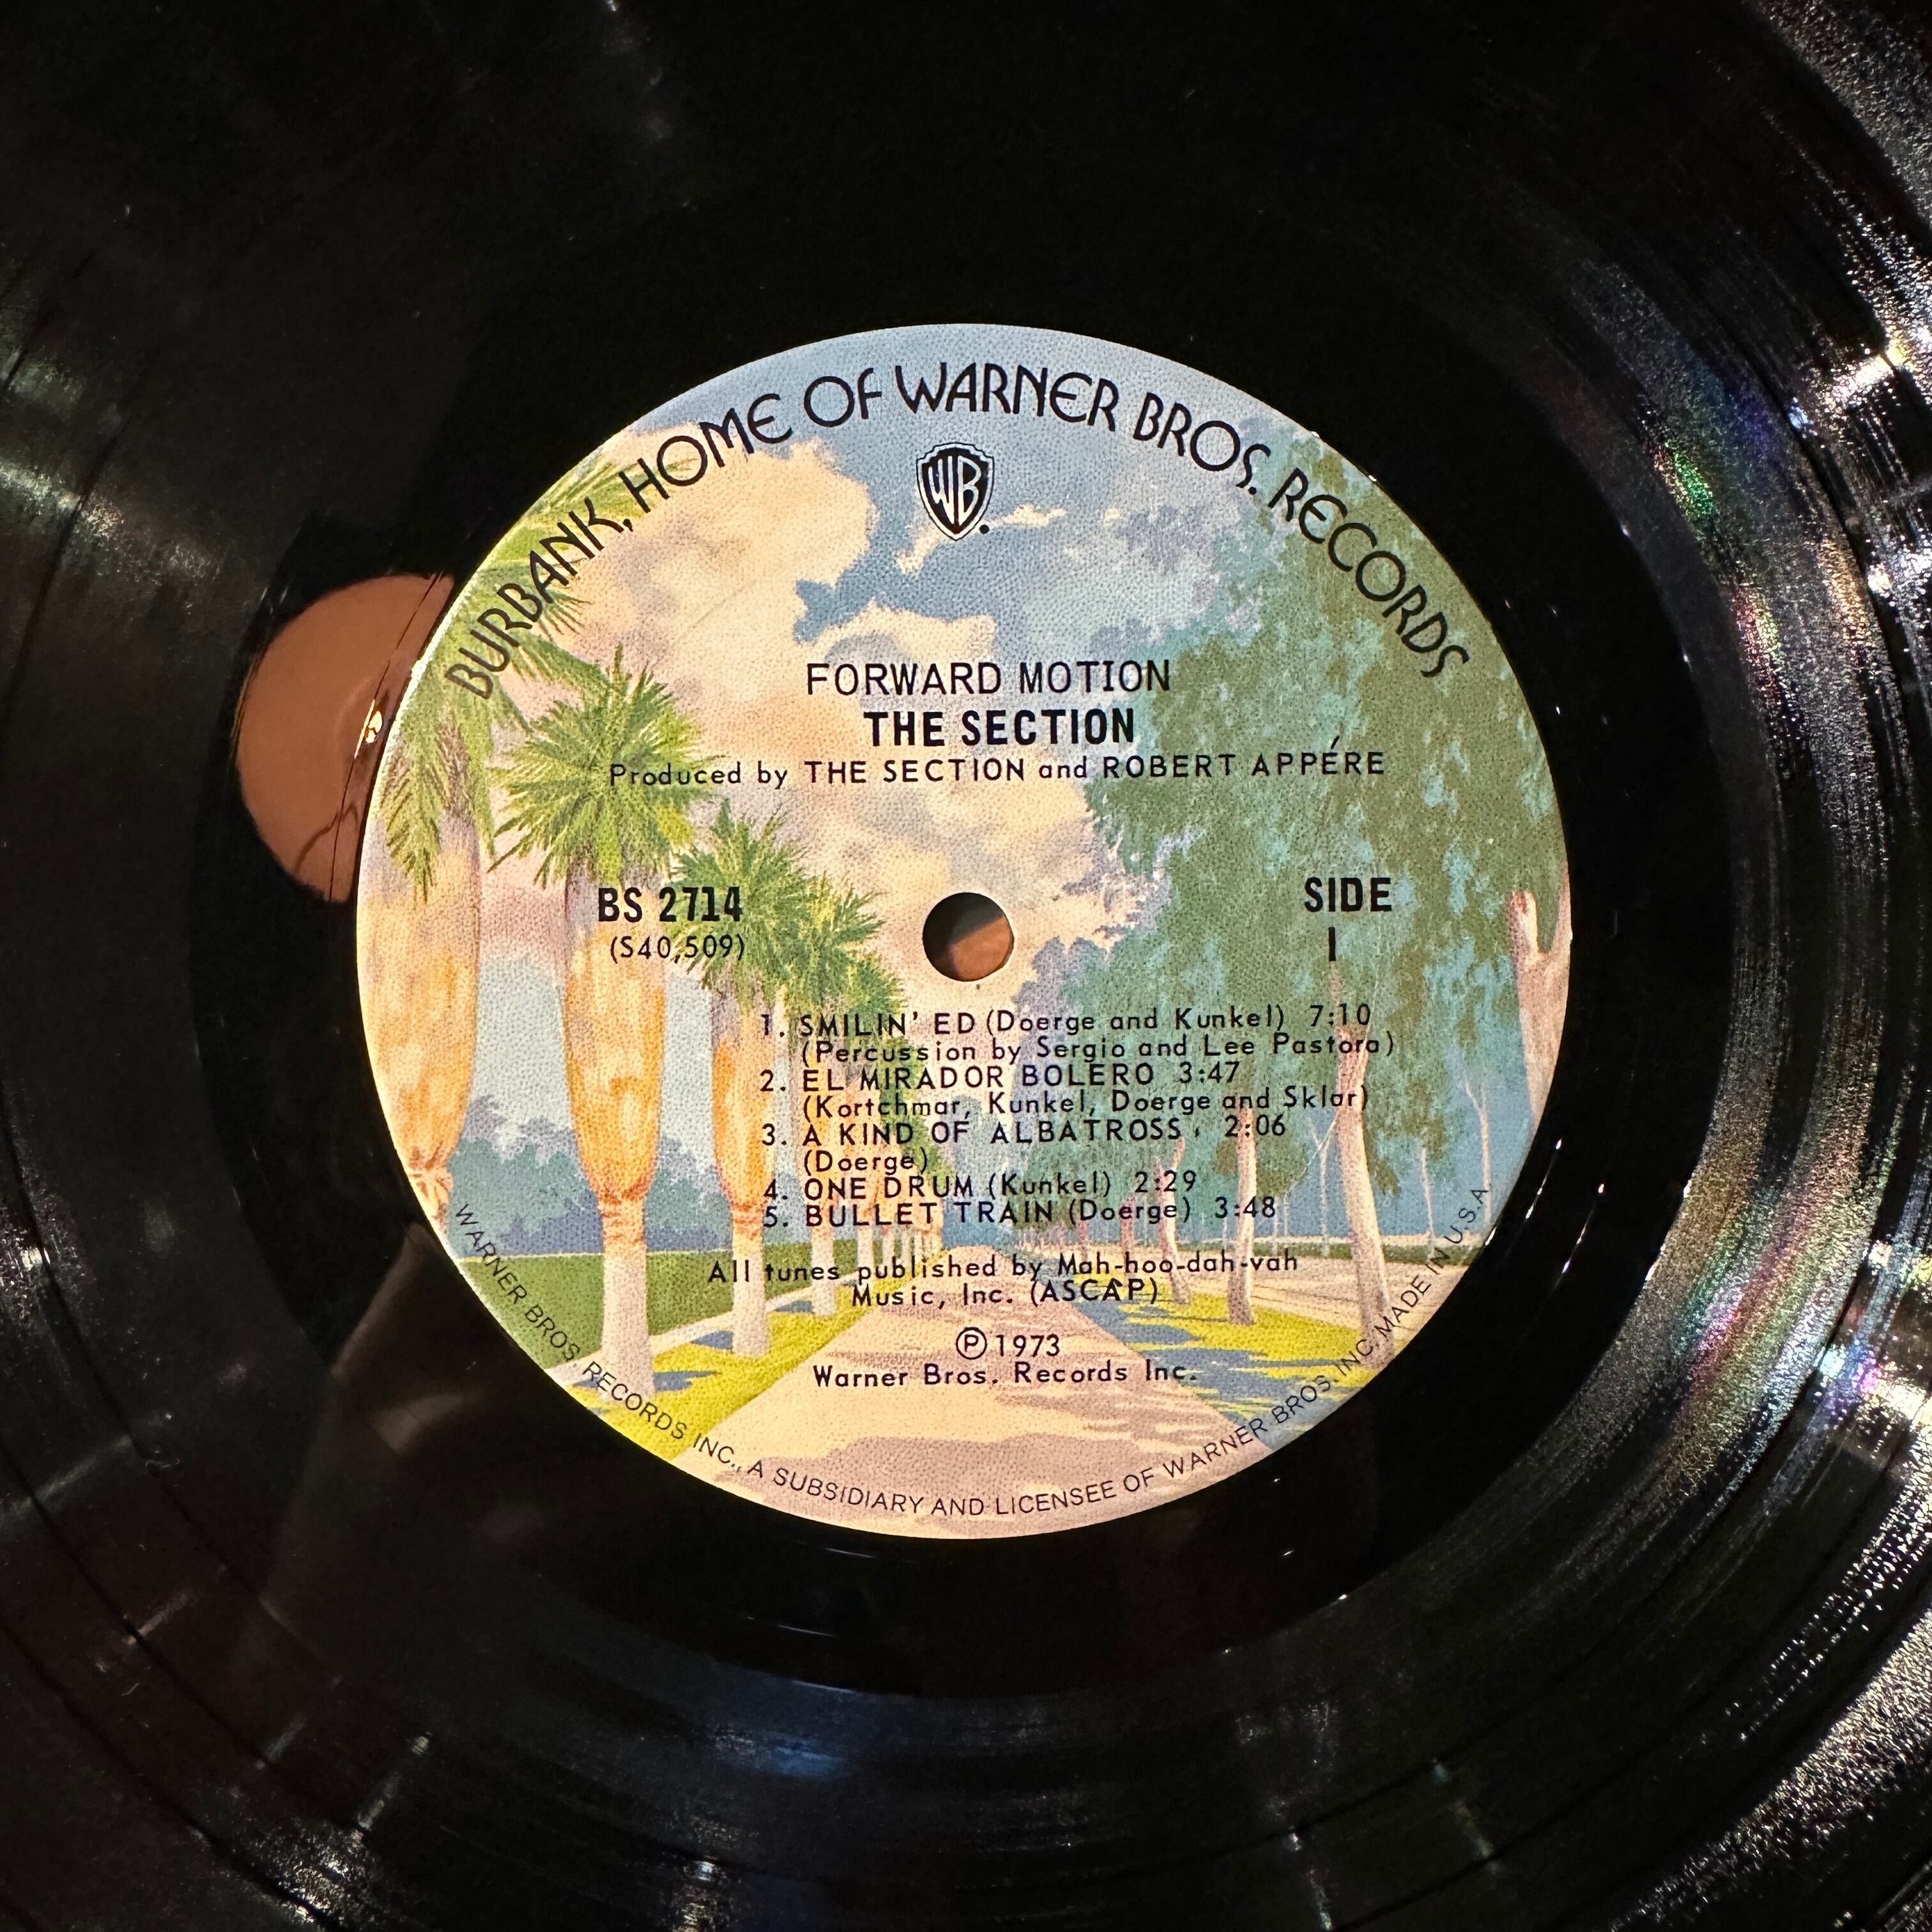 BURBANK, HOME OF WARNER BROS. RECORDS
WB
FORWARD MOTION
THE SECTION
Produced by THE SECTION and ROBERT APPÉRE
BS 2714
(S40,509)
SIDE
1
1. SMILIN' ED (Doerge and Kunkel) 7:10
(Percussion by Sergio and Lee Pastora)
2. EL MIRADOR BOLERO 3:47
(Kortchmar, Kunkel, Doerge and Sklar)
3. A KIND OF ALBATROSS 2:06
(Doerge)
4. ONE DRUM (Kunkel) 2:29
5. BULLET TRAIN (Doerge) 3:48
All tunes published by Mah-hoo-dah-vah
Music, Inc. (ASCAP)
Ⓟ 1973
Warner Bros. Records Inc.
WARNER BROS. RECORDS INC., A SUBSIDIARY AND LICENSEE OF WARNER BROS. INC. MADE IN U.S.A.